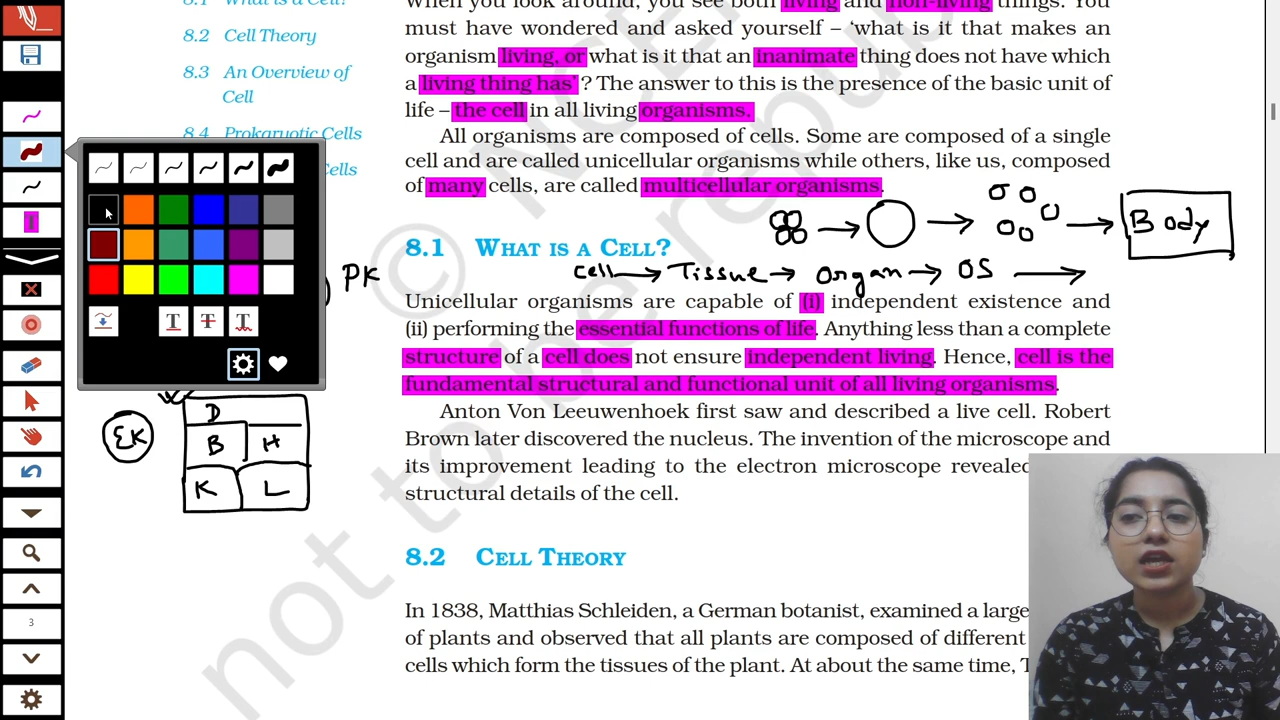 8.1 What is a Cell?
8.2 Cell Theory
8.3 An Overview of
Cell
8.4 Prokaryotic Cells
Cells
When you look around, you see both living and non-living things. You
must have wondered and asked yourself – ‘what is it that makes an
organism living, or what is it that an inanimate thing does not have which
a living thing has’ ? The answer to this is the presence of the basic unit of
life – the cell in all living organisms.
All organisms are composed of cells. Some are composed of a single
cell and are called unicellular organisms while others, like us, composed
of many cells, are called multicellular organisms.
Body
8.1 WHAT IS A CELL?
cell Tissue Organ OS
PK
Unicellular organisms are capable of (i) independent existence and
(ii) performing the essential functions of life. Anything less than a complete
structure of a cell does not ensure independent living. Hence, cell is the
fundamental structural and functional unit of all living organisms.
EK
D
B H
K L
Anton Von Leeuwenhoek first saw and described a live cell. Robert
Brown later discovered the nucleus. The invention of the microscope and
its improvement leading to the electron microscope revealed
structural details of the cell.
8.2 CELL THEORY
In 1838, Matthias Schleiden, a German botanist, examined a large
of plants and observed that all plants are composed of different
cells which form the tissues of the plant. At about the same time, T
not to be republ
© NCE
T
T T T
3